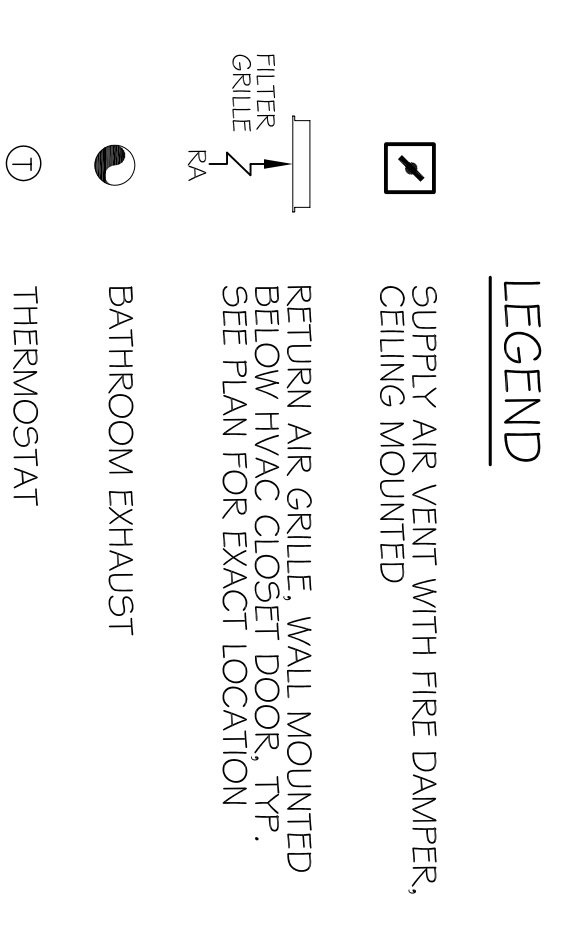 LEGEND
SUPPLY AIR VENT WITH FIRE DAMPER,
CEILING MOUNTED
FILTER
GRILLE
RA
RETURN AIR GRILLE, WALL MOUNTED
BELOW HVAC CLOSET DOOR, TYP.
SEE PLAN FOR EXACT LOCATION
BATHROOM EXHAUST
T
THERMOSTAT